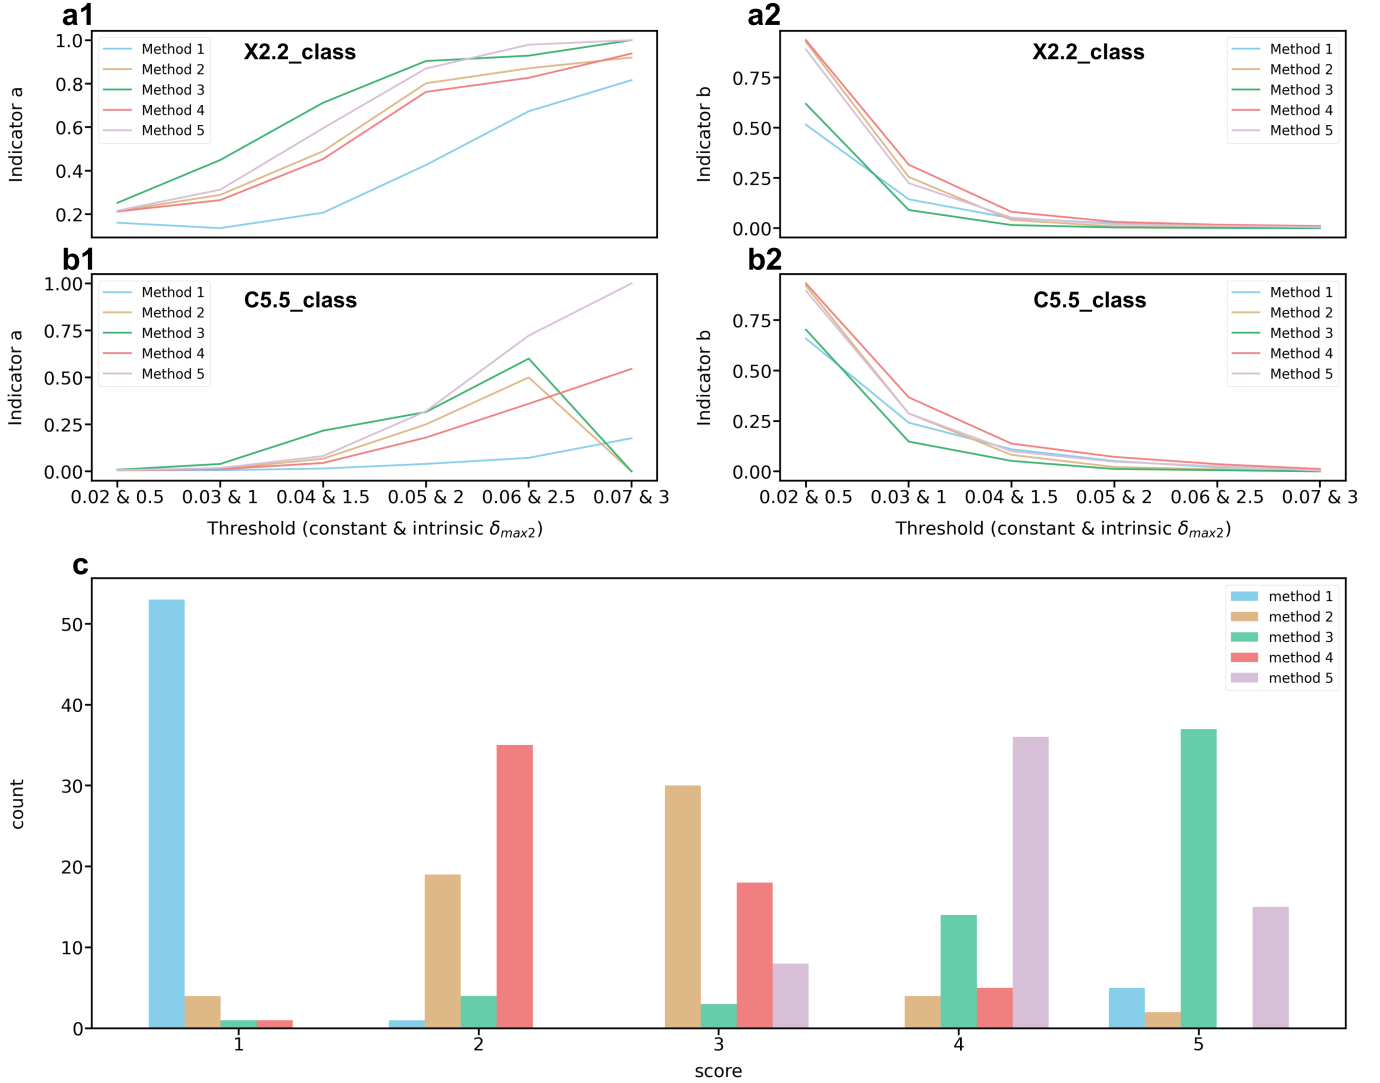 a1
X2.2_class
Method 1
Method 2
Method 3
Method 4
Method 5
Indicator a
1.0
0.8
0.6
0.4
0.2
a2
X2.2_class
Method 1
Method 2
Method 3
Method 4
Method 5
Indicator b
0.75
0.50
0.25
0.00
b1
C5.5_class
Method 1
Method 2
Method 3
Method 4
Method 5
Indicator a
1.00
0.75
0.50
0.25
0.00
0.02 & 0.5 0.03 & 1 0.04 & 1.5 0.05 & 2 0.06 & 2.5 0.07 & 3
Threshold (constant & intrinsic δmax2)
b2
C5.5_class
Method 1
Method 2
Method 3
Method 4
Method 5
Indicator b
0.75
0.50
0.25
0.00
0.02 & 0.5 0.03 & 1 0.04 & 1.5 0.05 & 2 0.06 & 2.5 0.07 & 3
Threshold (constant & intrinsic δmax2)
c
method 1
method 2
method 3
method 4
method 5
count
50
40
30
20
10
0
1 2 3 4 5
score